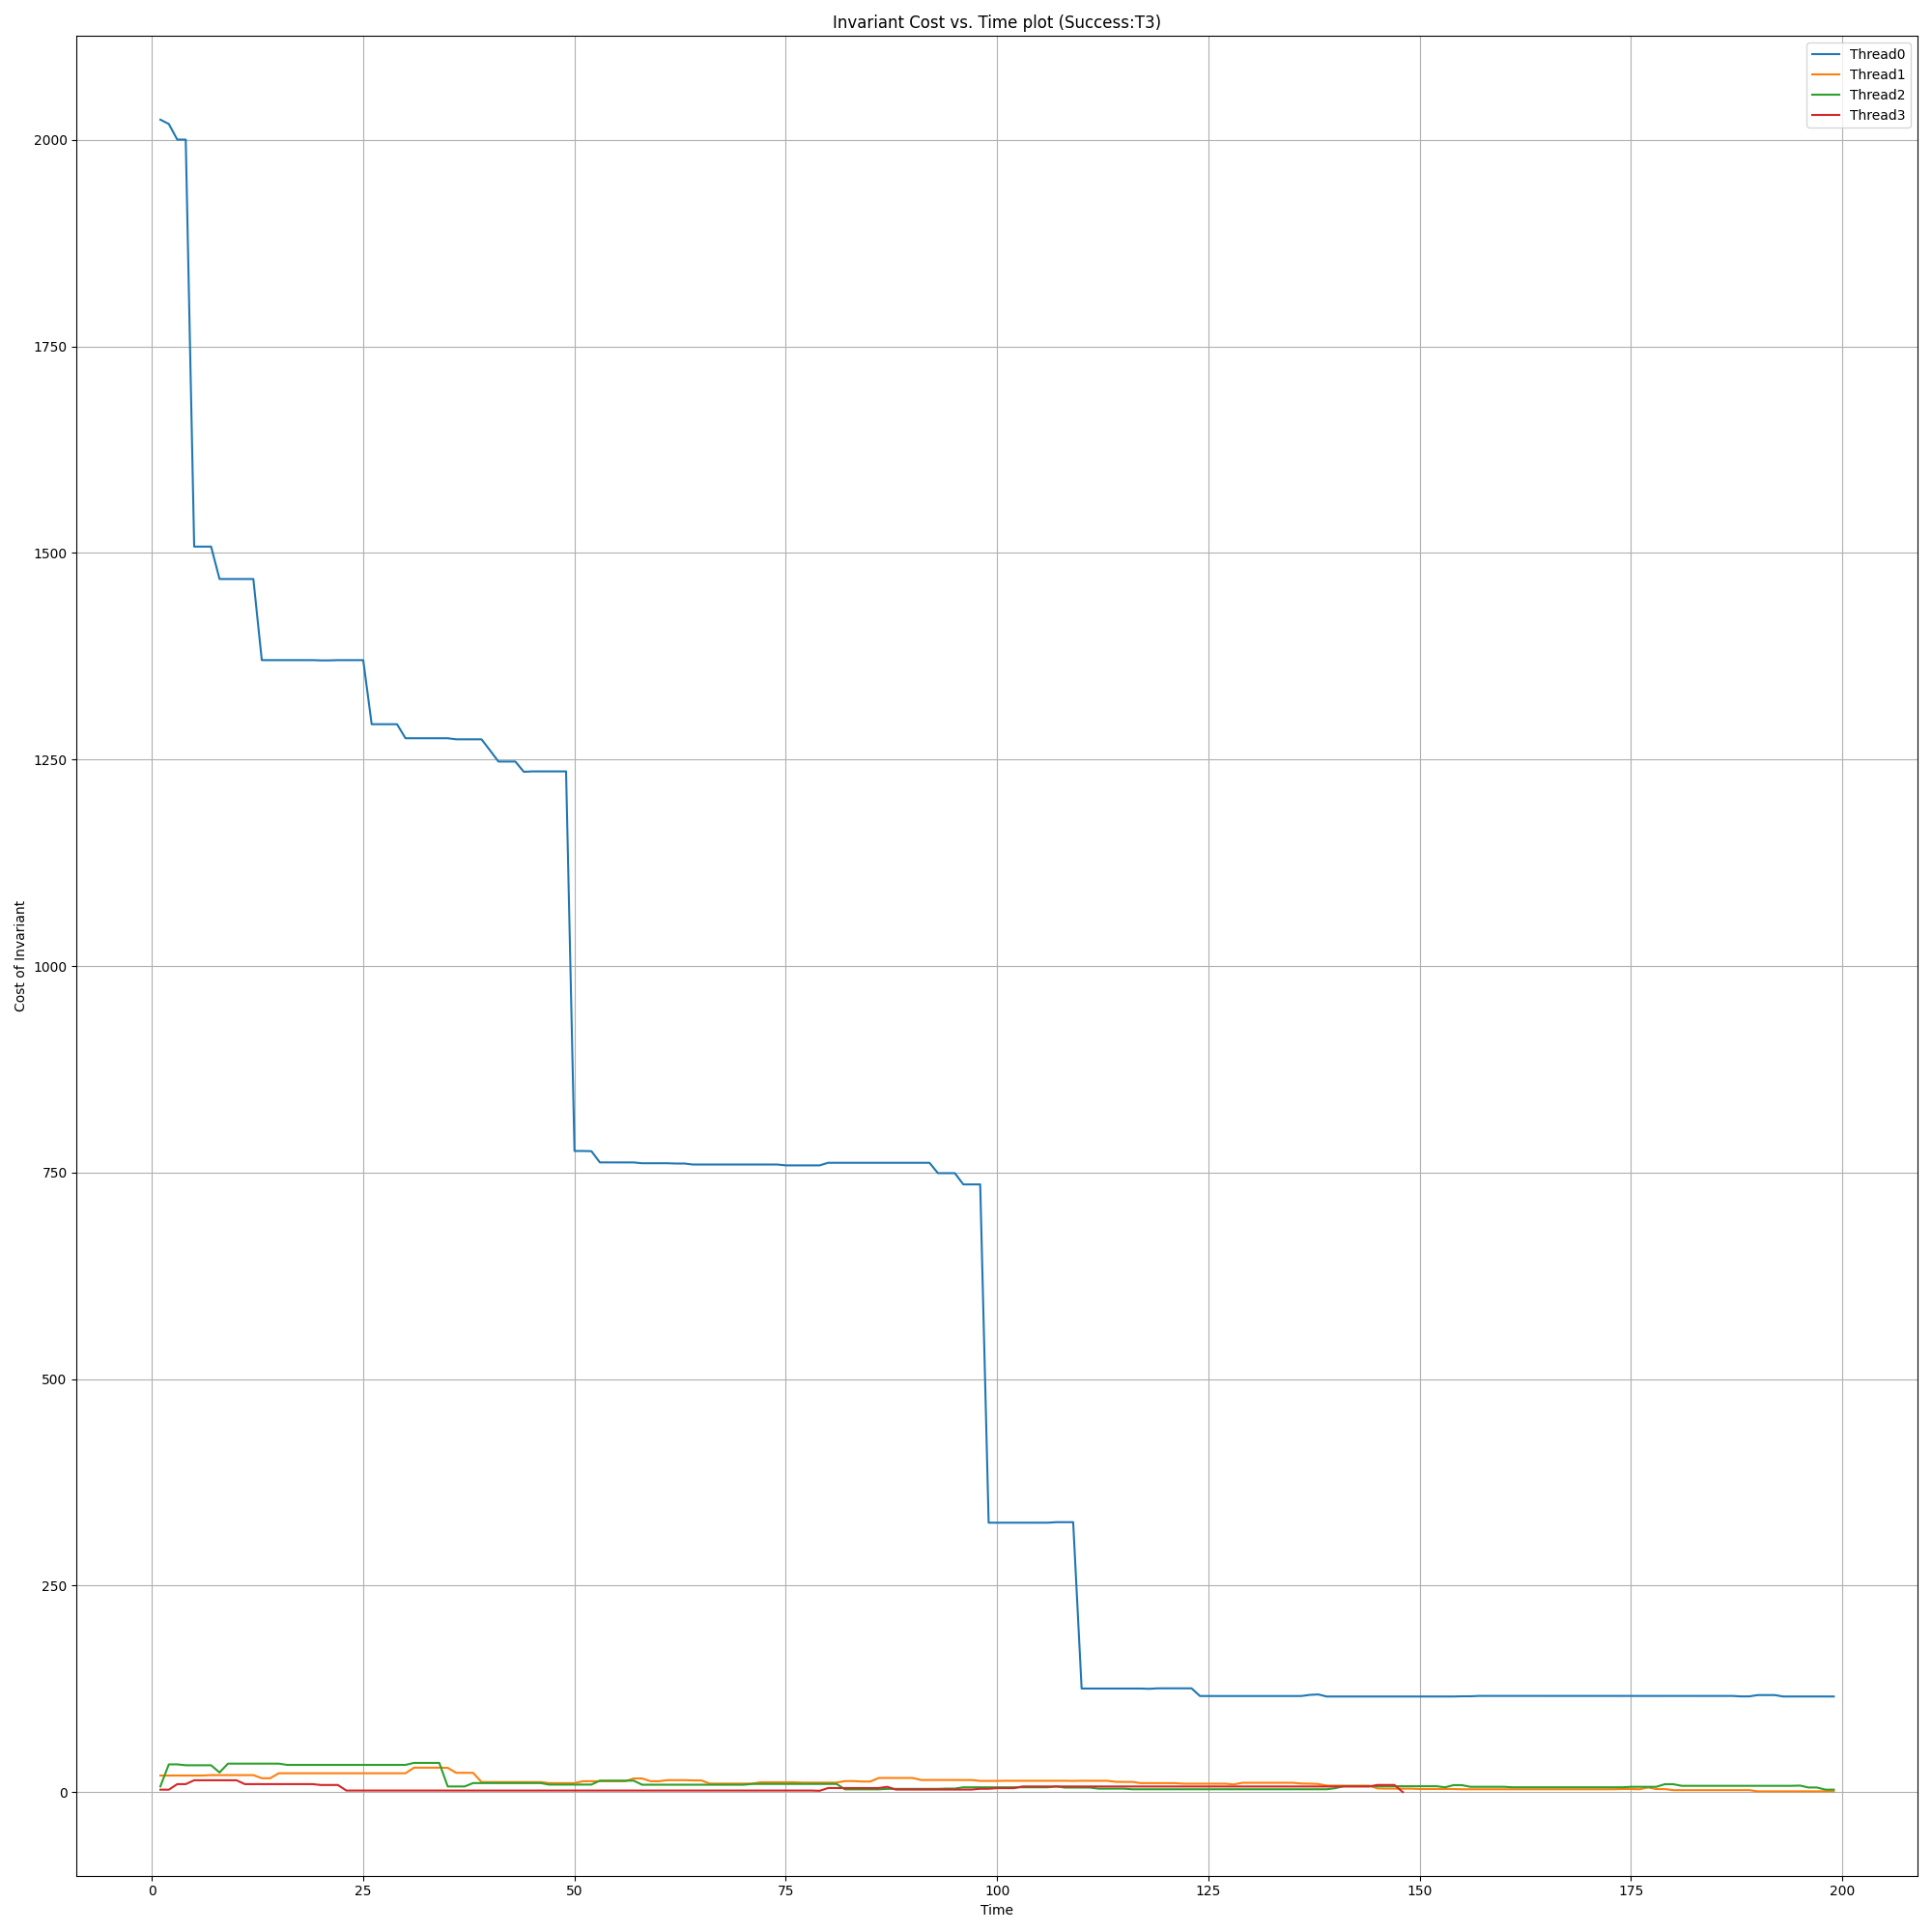 Invariant Cost vs. Time plot (Success:T3)
Thread0
Thread1
Thread2
Thread3
2000
1750
1500
1250
1000
750
500
250
0
Cost of Invariant
0 25 50 75 100 125 150 175 200
Time